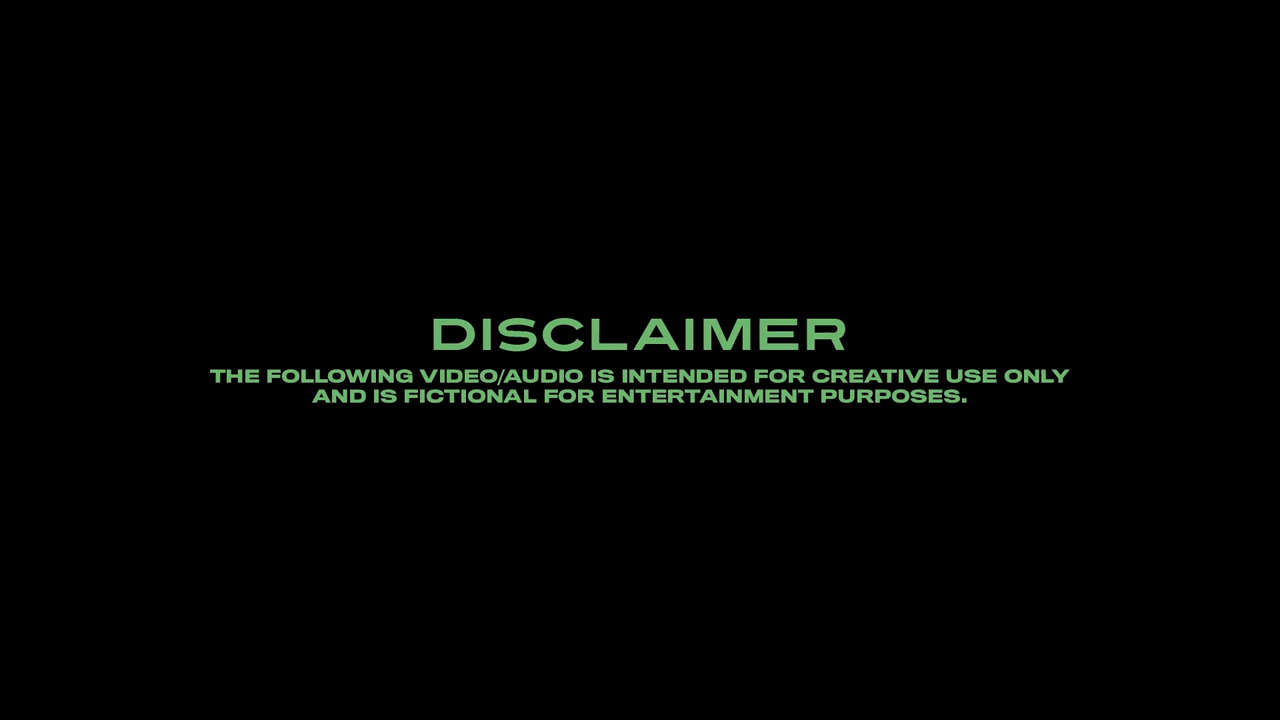 DISCLAIMER
THE FOLLOWING VIDEO/AUDIO IS INTENDED FOR CREATIVE USE ONLY
AND IS FICTIONAL FOR ENTERTAINMENT PURPOSES.